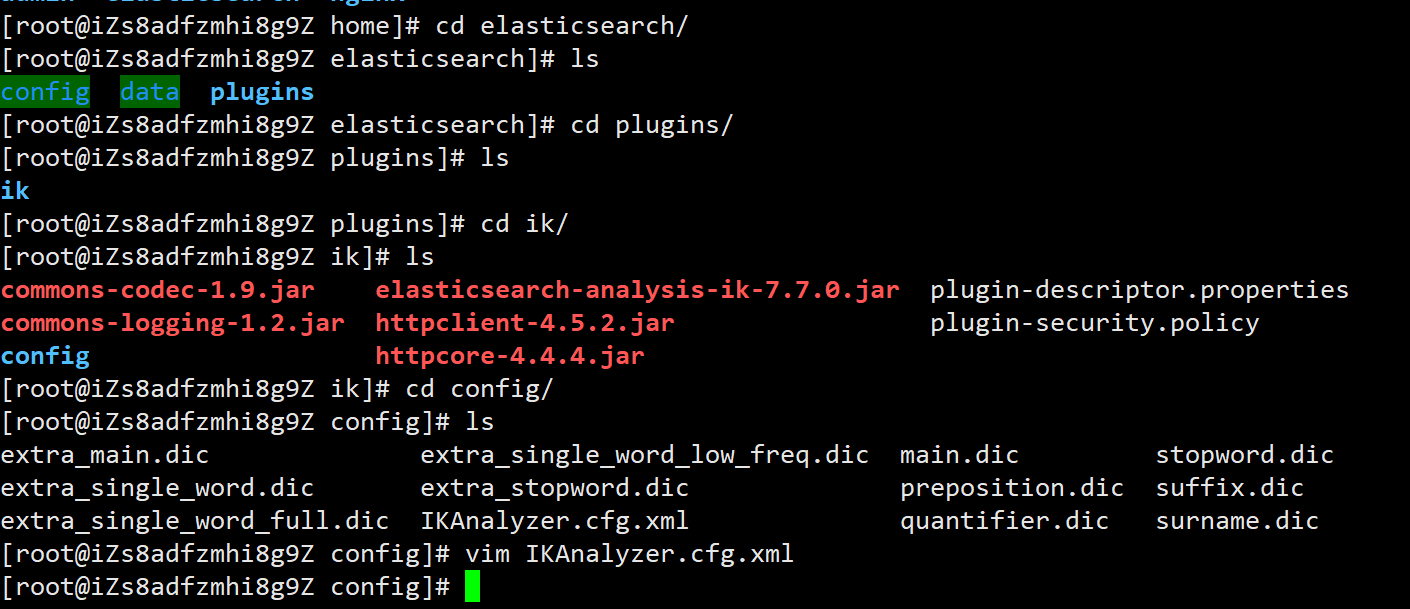 [root@iZs8adfzmhi8g9Z home]# cd elasticsearch/
[root@iZs8adfzmhi8g9Z elasticsearch]# ls
config  data  plugins
[root@iZs8adfzmhi8g9Z elasticsearch]# cd plugins/
[root@iZs8adfzmhi8g9Z plugins]# ls
ik
[root@iZs8adfzmhi8g9Z plugins]# cd ik/
[root@iZs8adfzmhi8g9Z ik]# ls
commons-codec-1.9.jar    elasticsearch-analysis-ik-7.7.0.jar  plugin-descriptor.properties
commons-logging-1.2.jar  httpclient-4.5.2.jar                 plugin-security.policy
config                   httpcore-4.4.4.jar
[root@iZs8adfzmhi8g9Z ik]# cd config/
[root@iZs8adfzmhi8g9Z config]# ls
extra_main.dic              extra_single_word_low_freq.dic  main.dic         stopword.dic
extra_single_word.dic       extra_stopword.dic              preposition.dic  suffix.dic
extra_single_word_full.dic  IKAnalyzer.cfg.xml              quantifier.dic   surname.dic
[root@iZs8adfzmhi8g9Z config]# vim IKAnalyzer.cfg.xml
[root@iZs8adfzmhi8g9Z config]#